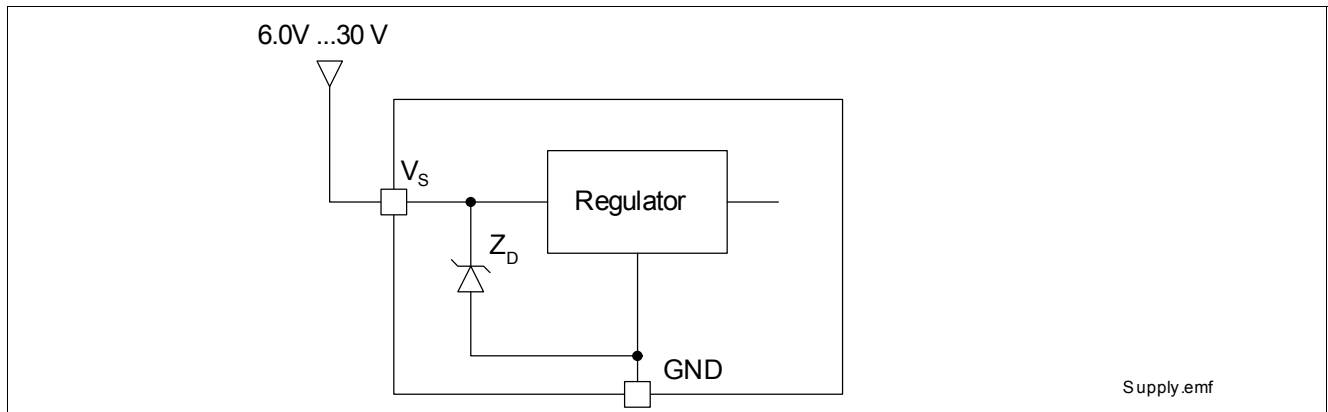 6.0V ...30 V
V_S
Regulator
Z_D
GND
Supply.emf